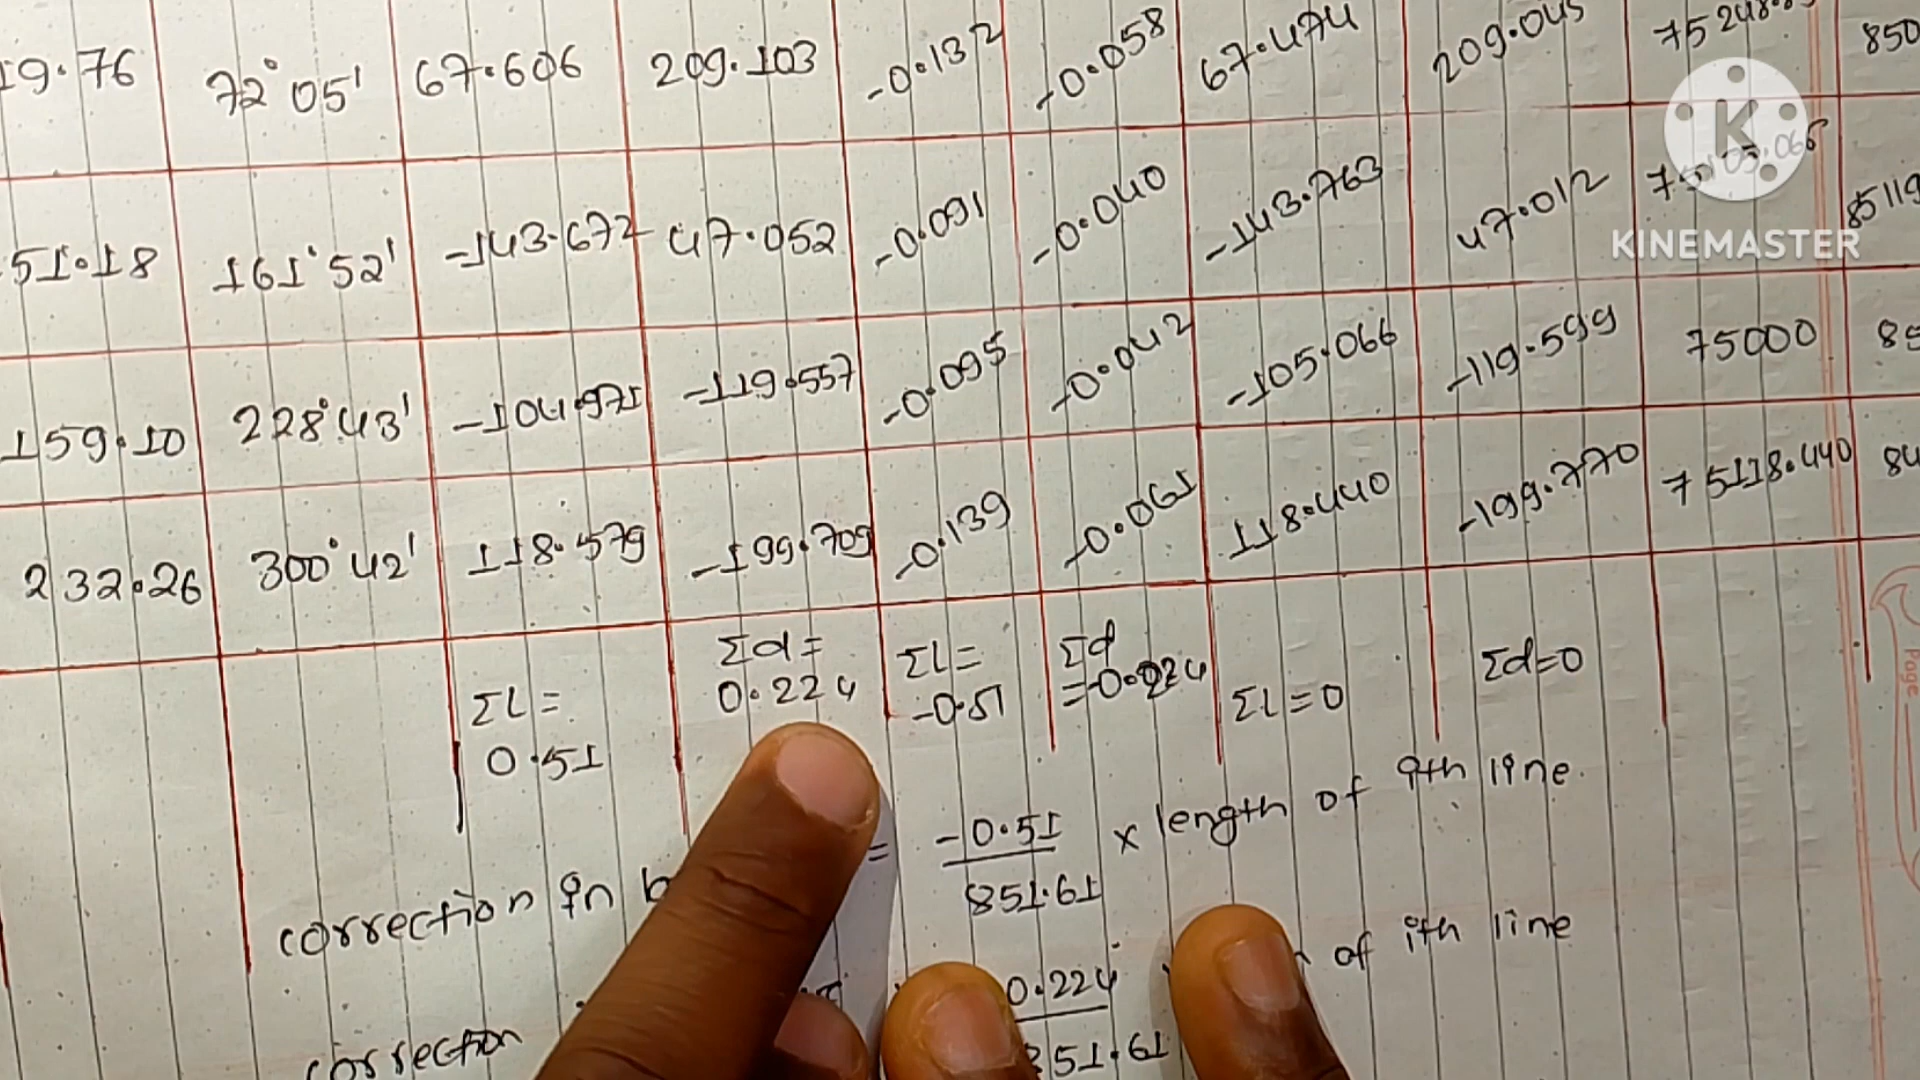 19.76 72°05' 67.606 209.103 -0.132 -0.058 67.474 209.045 75248. 850
51.18 161°52' -143.672 47.052 -0.091 -0.040 -143.763 47.012 85119
KINEMASTER
159.10 228°43' -104.971 -119.557 -0.095 -0.042 -105.066 -119.599 75000 85
232.26 300°42' 118.579 -199.709 -0.139 -0.061 118.440 -199.770 75118.440 84
ΣL = 0.51 Σd = 0.224 ΣL = -0.51 Σd = -0.224 ΣL = 0 Σd=0
correction in = -0.51 / 851.61 x length of ith line.
correction 0.224 / 851.61 of ith line
Page